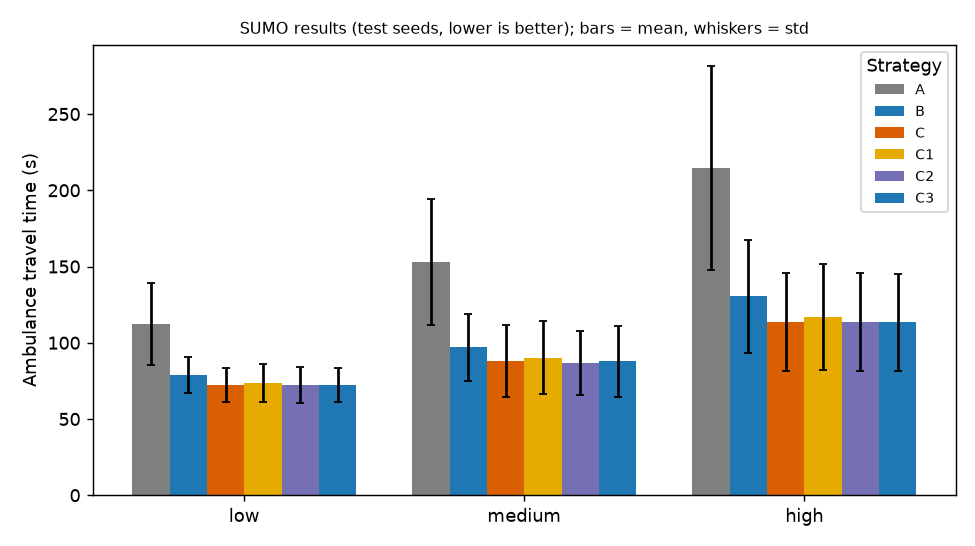 SUMO results (test seeds, lower is better); bars = mean, whiskers = std
Ambulance travel time (s)
250
200
150
100
50
0
low
medium
high
Strategy
A
B
C
C1
C2
C3